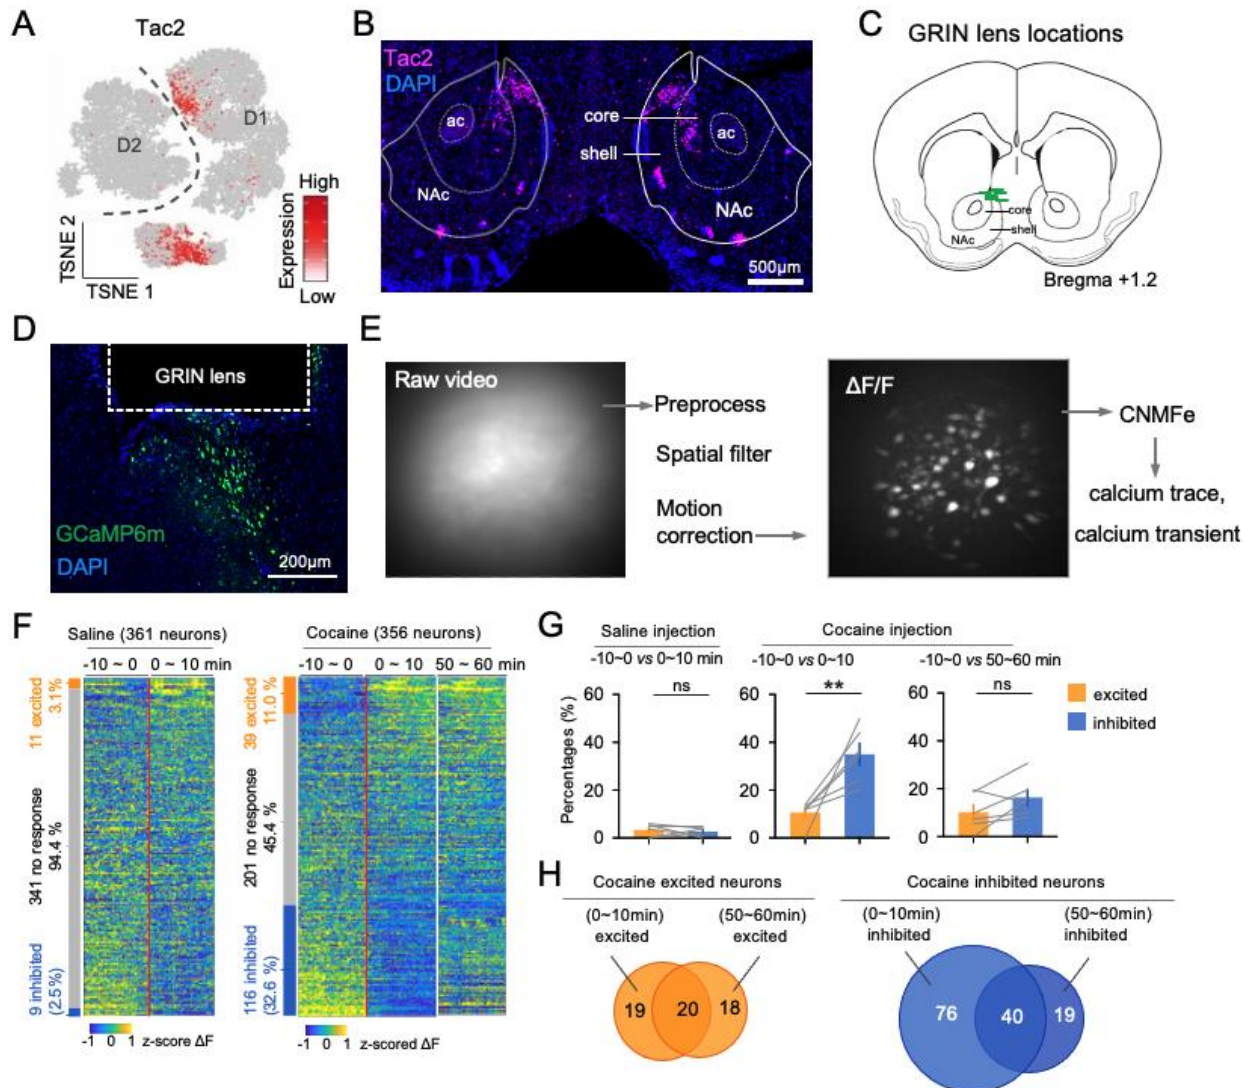 A
Tac2
D2
D1
High
Expression
Low
TSNE 2
TSNE 1
B
Tac2
DAPI
ac
core
shell
ac
NAc
NAc
500μm
C
GRIN lens locations
core
shell
NAc
Bregma +1.2
D
GRIN lens
GCaMP6m
DAPI
200μm
E
Raw video
Preprocess
Spatial filter
Motion
correction
ΔF/F
CNMFe
calcium trace,
calcium transient
F
Saline (361 neurons)
-10 ~ 0
0 ~ 10 min
11 excited
3.1%
341 no response
94.4 %
9 inhibited
(2.5%)
-1 0 1 z-score ΔF
Cocaine (356 neurons)
-10 ~ 0
0 ~ 10
50 ~ 60 min
39 excited
11.0 %
201 no response
45.4 %
116 inhibited
(32.6 %)
-1 0 1 z-scored ΔF
G
Saline injection
-10~0 vs 0~10 min
Cocaine injection
-10~0 vs 0~10
-10~0 vs 50~60 min
Percentages (%)
60
40
20
0
ns
60
40
20
0
**
60
40
20
0
ns
excited
inhibited
H
Cocaine excited neurons
(0~10min)
excited
(50~60min)
excited
19
20
18
Cocaine inhibited neurons
(0~10min)
inhibited
(50~60min)
inhibited
76
40
19